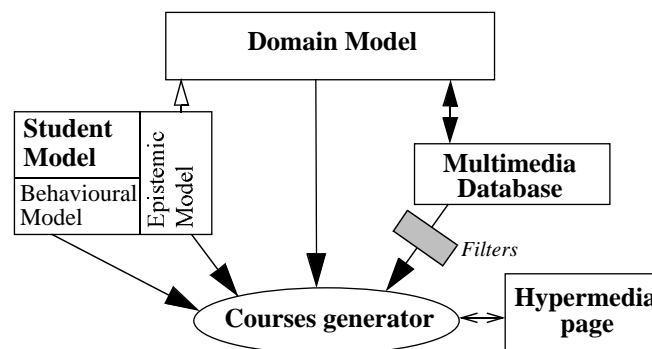 Domain Model
Student
Model
Behavioural
Model
Epistemic
Model
Multimedia
Database
Filters
Courses generator
Hypermedia
page